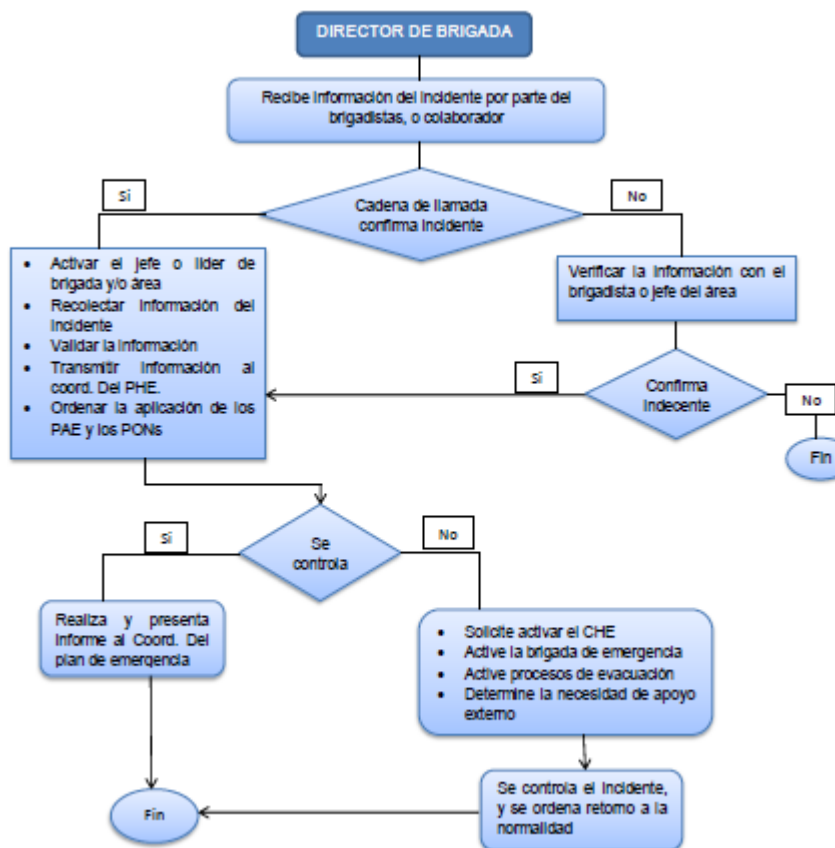 DIRECTOR DE BRIGADA
Recibe información del incidente por parte del
brigadistas, o colaborador
Si
Cadena de llamada
confirma incidente
No
• Activar el jefe o líder de
brigada y/o área
• Recolectar información del
incidente
• Validar la información
• Transmitir información al
coord. Del PHE.
• Ordenar la aplicación de los
PAE y los PONs
Verificar la información con el
brigadista o jefe del área
Si
Confirma
indecente
No
Fin
Si
Se
controla
No
Realiza y presenta
informe al Coord. Del
plan de emergencia
• Solicite activar el CHE
• Active la brigada de emergencia
• Active procesos de evacuación
• Determine la necesidad de apoyo
externo
Fin
Se controla el incidente,
y se ordena retorno a la
normalidad